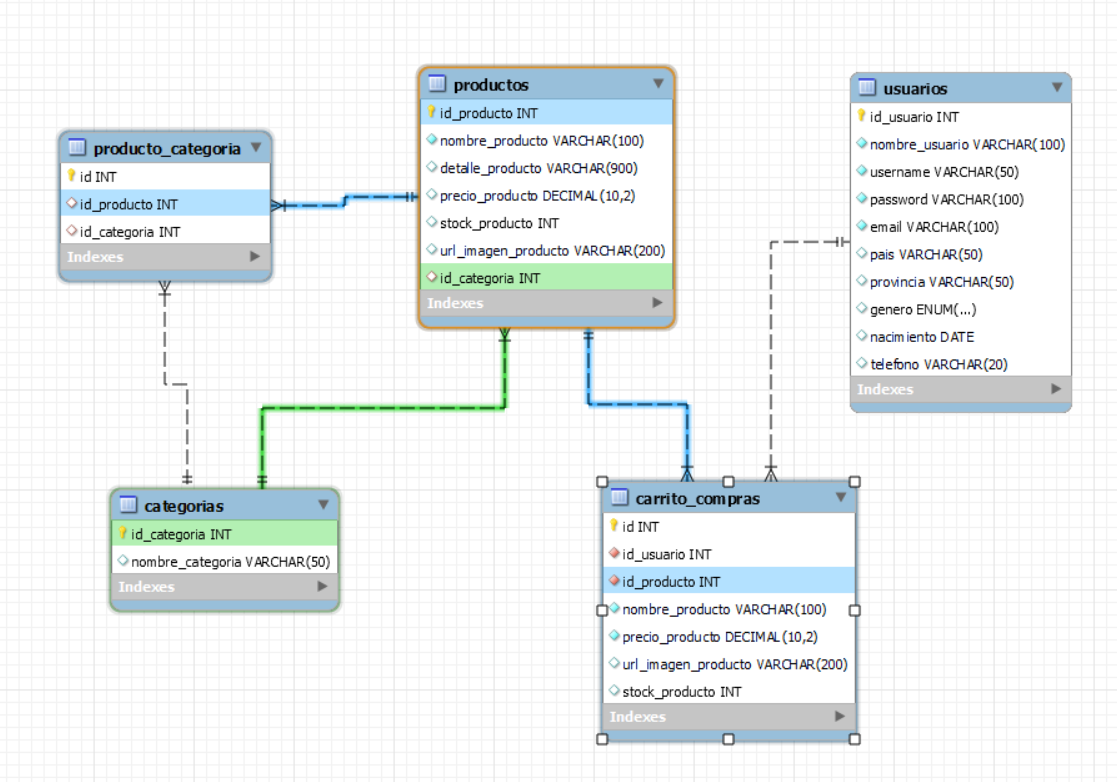 producto_categoria
id INT
id_producto INT
id_categoria INT
Indexes
productos
id_producto INT
nombre_producto VARCHAR(100)
detalle_producto VARCHAR(900)
precio_producto DECIMAL(10,2)
stock_producto INT
url_imagen_producto VARCHAR(200)
id_categoria INT
Indexes
usuarios
id_usuario INT
nombre_usuario VARCHAR(100)
username VARCHAR(50)
password VARCHAR(100)
email VARCHAR(100)
pais VARCHAR(50)
provincia VARCHAR(50)
genero ENUM(...)
nacimiento DATE
telefono VARCHAR(20)
Indexes
categorias
id_categoria INT
nombre_categoria VARCHAR(50)
Indexes
carrito_compras
id INT
id_usuario INT
id_producto INT
nombre_producto VARCHAR(100)
precio_producto DECIMAL(10,2)
url_imagen_producto VARCHAR(200)
stock_producto INT
Indexes